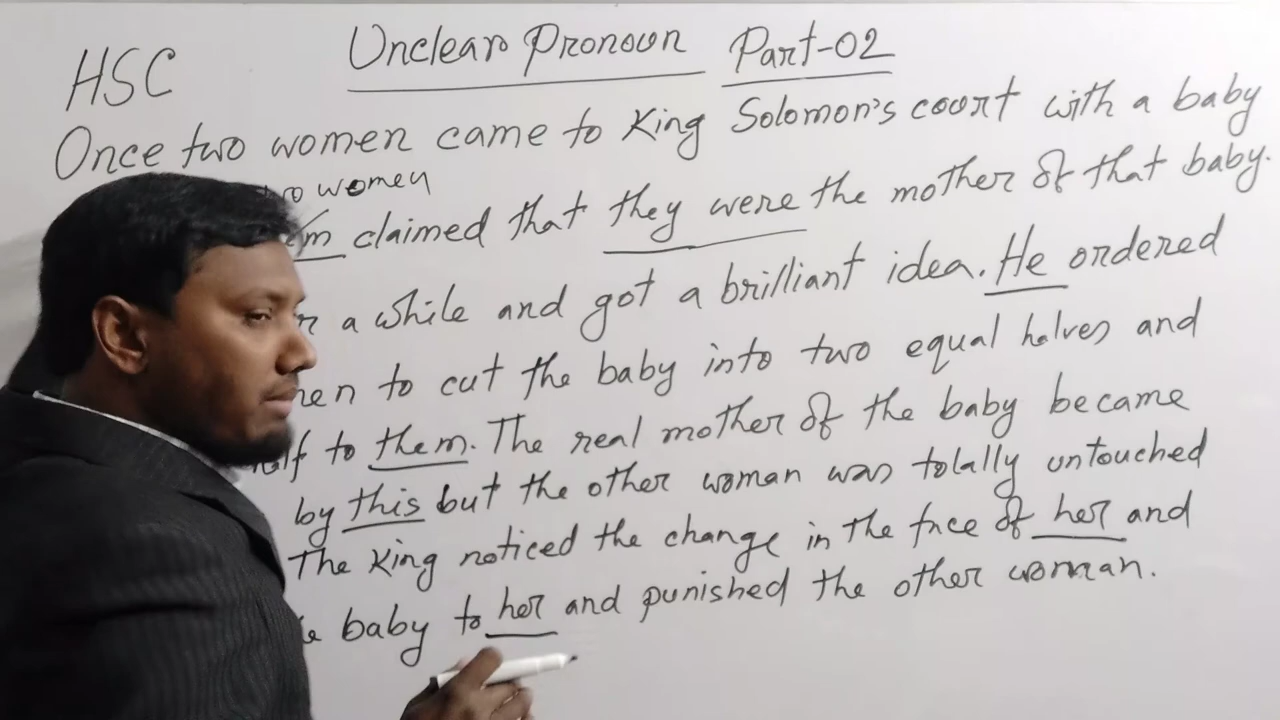 HSC
Unclear Pronoun Part-02
Once two women came to King Solomon's court with a baby
women
claimed that they were the mother of that baby.
a while and got a brilliant idea. He ordered
to cut the baby into two equal halves and
to them. The real mother of the baby became
by this but the other woman was totally untouched
The King noticed the change in the face of her and
baby to her and punished the other woman.